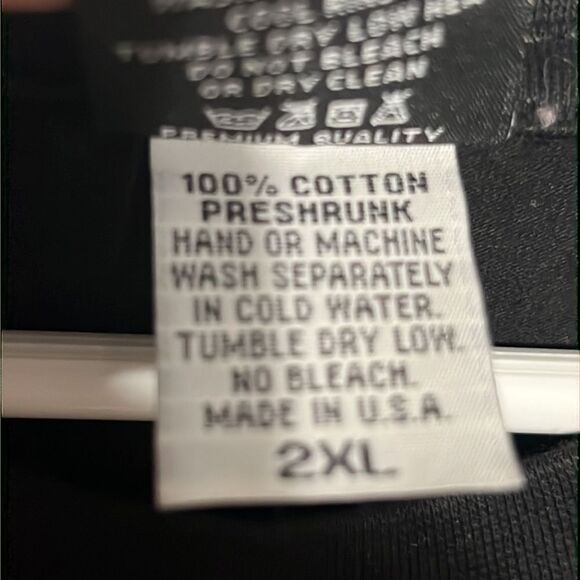 COOL
TUMBLE DRY LOW
DO NOT BLEACH
OR DRY CLEAN
PREMIUM QUALITY
100% COTTON
PRESHRUNK
HAND OR MACHINE
WASH SEPARATELY
IN COLD WATER.
TUMBLE DRY LOW.
NO BLEACH.
MADE IN U.S.A.
2XL